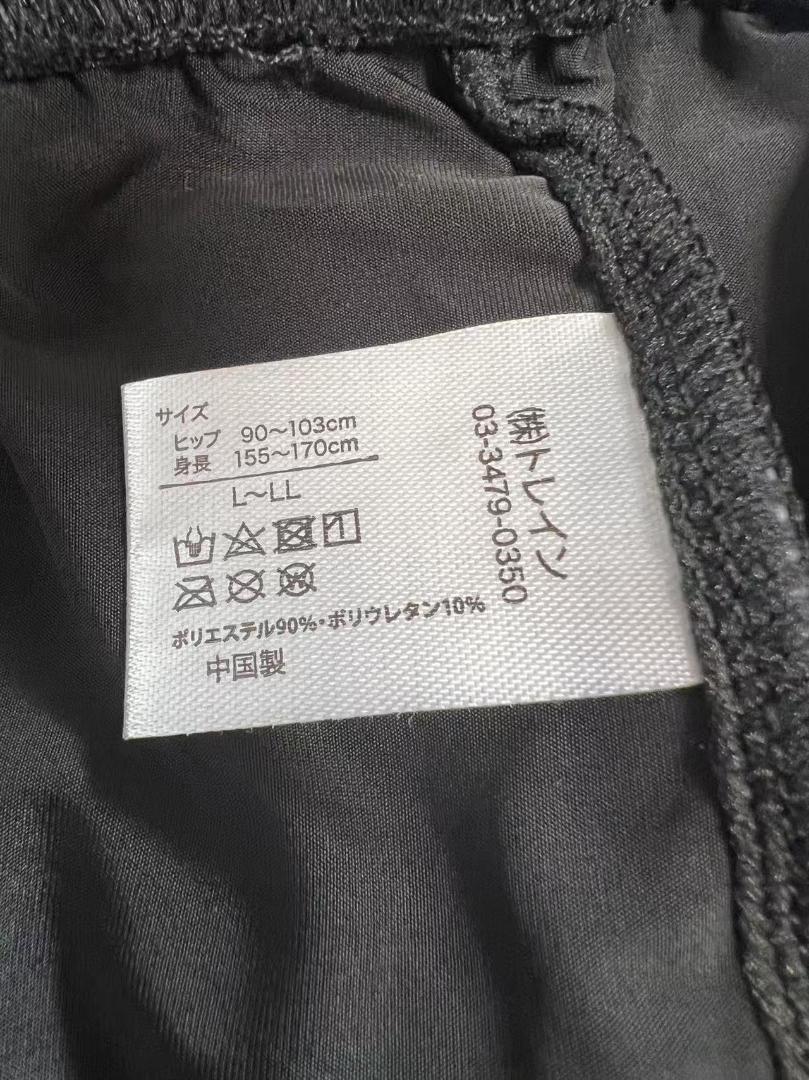 サイズ
ヒップ 90～103cm
身長 155～170cm
L～LL
ポリエステル90%・ポリウレタン10%
中国製
㈱トレイン
03-3479-0350